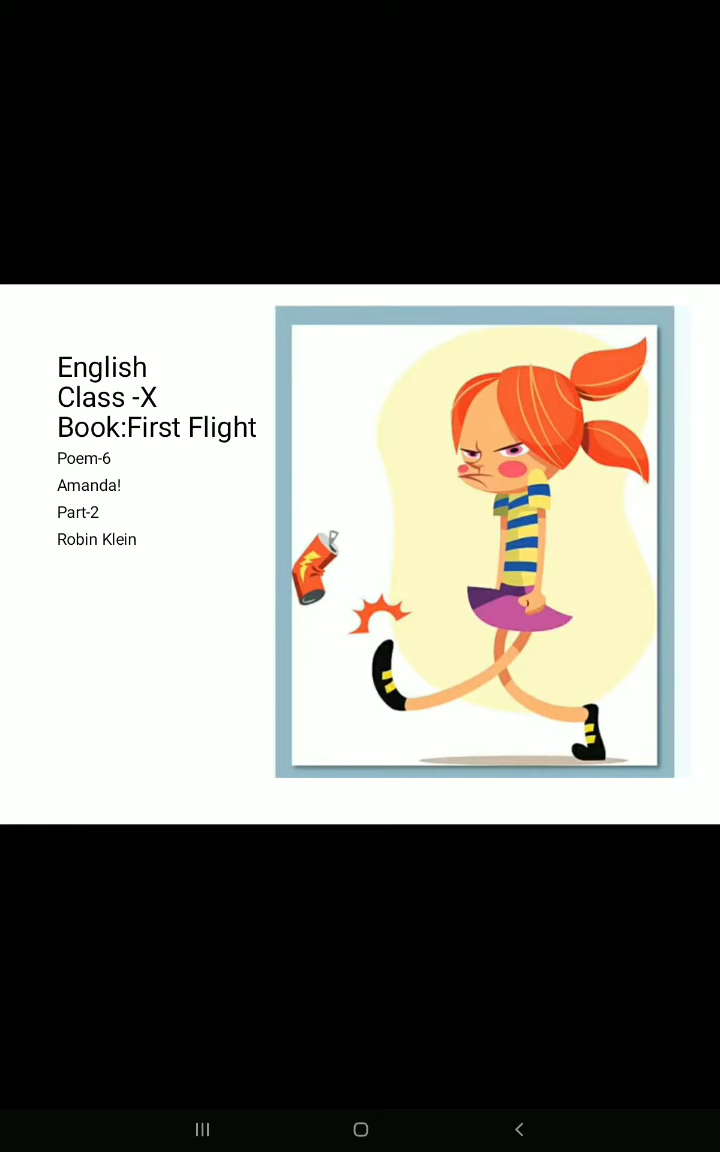 English
Class -X
Book:First Flight
Poem-6
Amanda!
Part-2
Robin Klein